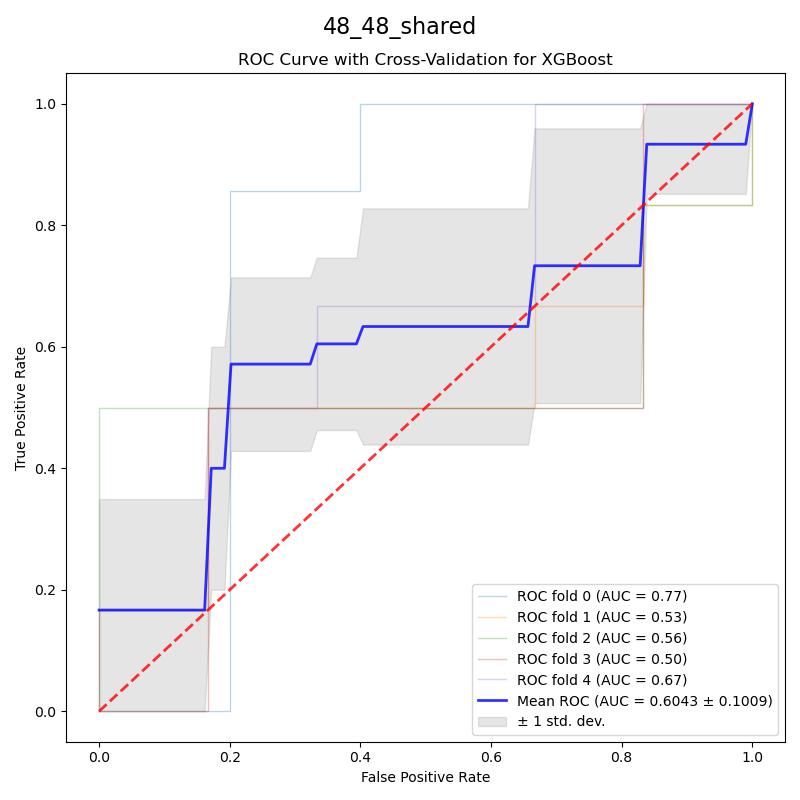 48_48_shared
ROC Curve with Cross-Validation for XGBoost
True Positive Rate
1.0
0.8
0.6
0.4
0.2
0.0
0.0 0.2 0.4 0.6 0.8 1.0
False Positive Rate
ROC fold 0 (AUC = 0.77)
ROC fold 1 (AUC = 0.53)
ROC fold 2 (AUC = 0.56)
ROC fold 3 (AUC = 0.50)
ROC fold 4 (AUC = 0.67)
Mean ROC (AUC = 0.6043 ± 0.1009)
± 1 std. dev.